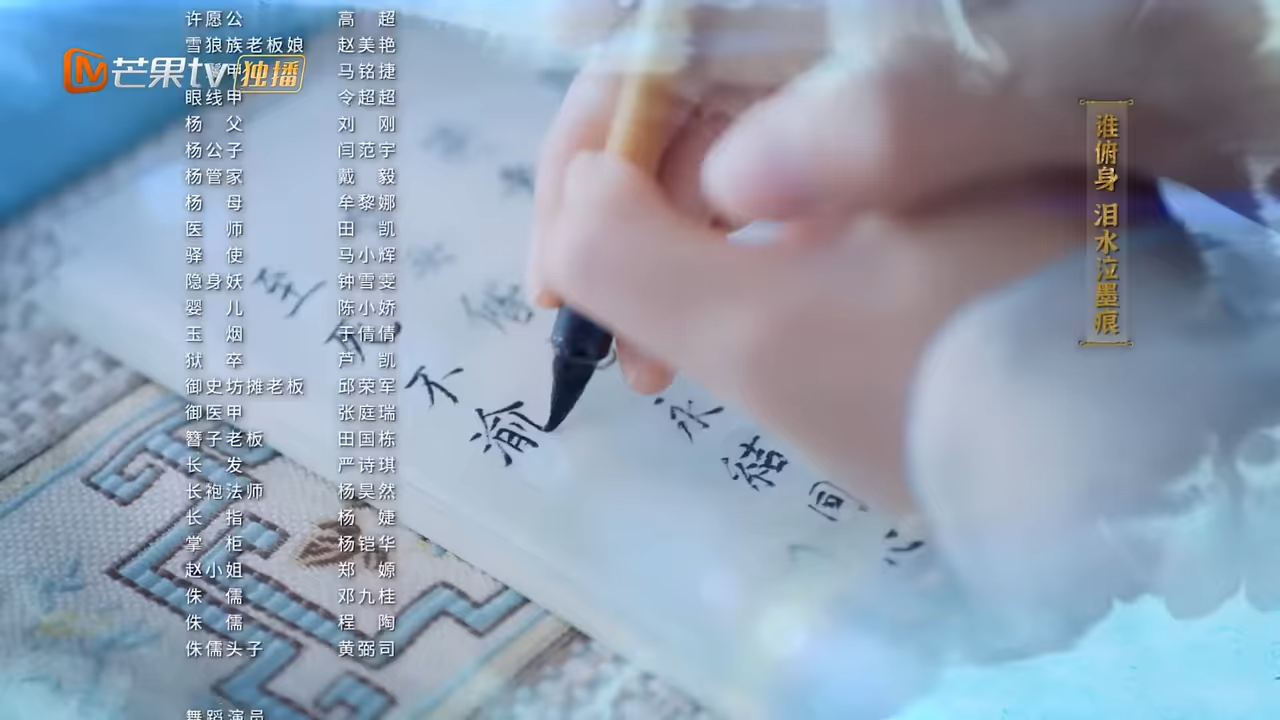 许愿公 高超
雪狼族老板娘 赵美艳
芒果tv独播
甲 马铭捷
眼线甲 令超超
杨父 刘刚
杨公子 闫范宇
杨管家 戴毅
杨母 牟黎娜
医师 田凯
驿使 马小辉
隐身妖 钟雪雯
婴儿 陈小娇
玉烟 于倩倩
狱卒 芦凯
御史坊摊老板 邱荣军
御医甲 张庭瑞
簪子老板 田国栋
长发 严诗琪
长袍法师 杨昊然
长指 杨婕
掌柜 杨铠华
赵小姐 郑嫄
侏儒 邓九桂
侏儒 程陶
侏儒头子 黄弼司
舞蹈演员
谁俯身 泪水泣墨痕
永结同心
至死不渝